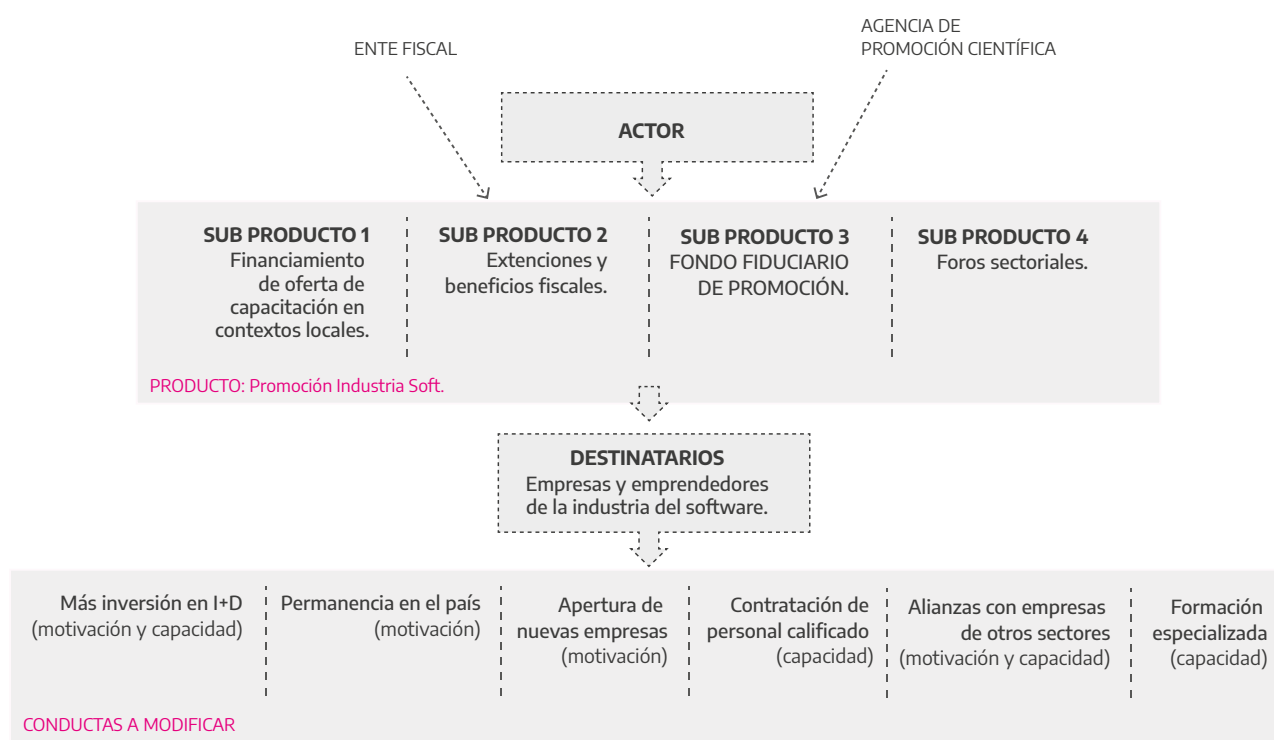 ENTE FISCAL
AGENCIA DE
PROMOCIÓN CIENTÍFICA
ACTOR
SUB PRODUCTO 1
Financiamiento
de oferta de
capacitación en
contextos locales.
SUB PRODUCTO 2
Extenciones y
beneficios fiscales.
SUB PRODUCTO 3
FONDO FIDUCIARIO
DE PROMOCIÓN.
SUB PRODUCTO 4
Foros sectoriales.
PRODUCTO: Promoción Industria Soft.
DESTINATARIOS
Empresas y emprendedores
de la industria del software.
Más inversión en I+D
(motivación y capacidad)
Permanencia en el país
(motivación)
Apertura de
nuevas empresas
(motivación)
Contratación de
personal calificado
(capacidad)
Alianzas con empresas
de otros sectores
(motivación y capacidad)
Formación
especializada
(capacidad)
CONDUCTAS A MODIFICAR